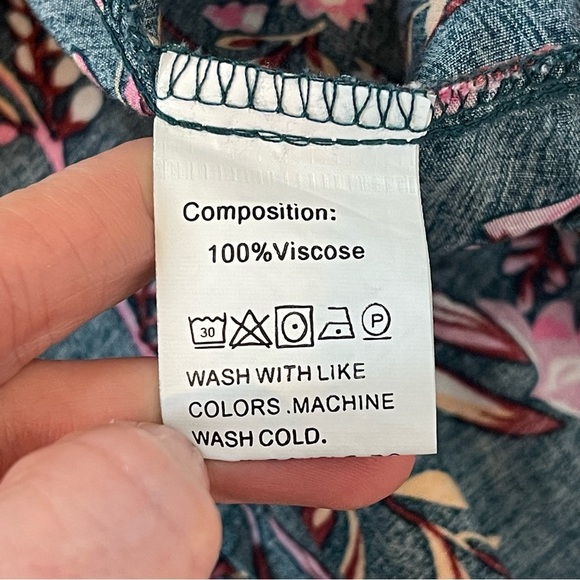 Composition:
100%Viscose
30 P
WASH WITH LIKE
COLORS .MACHINE
WASH COLD.